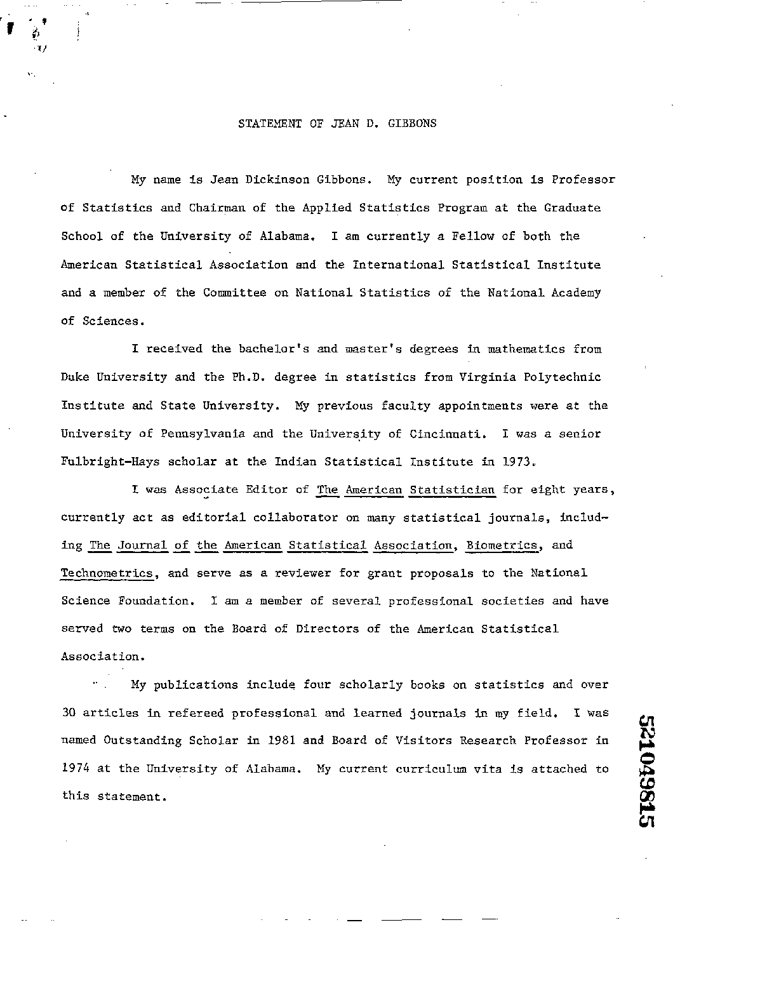 STATEMENT OF JEAN D. GIBBONS
My name is Jean Dickinson Gibbons. My current position is Professor
of Statistics and Chairman of the Applied Statistics Program at the Graduate
School of the University of Alabama. I am currently a Fellow of both the
American Statistical Association and the International Statistical Institute
and a member of the Committee on National Statistics of the National Academy
of Sciences.
I received the bachelor's and master's degrees in mathematics from
Duke University and the Ph.D. degree in statistics from Virginia Polytechnic
Institute and State University. My previous faculty appointments were at the
University of Pennsylvania and the University of Cincinnati. I was a senior
Fulbright-Hays scholar at the Indian Statistical Institute in 1973.
I was Associate Editor of The American Statistician for eight years,
currently act as editorial collaborator on many statistical journals, includ-
ing The Journal of the American Statistical Association, Biometrics, and
Technometrics, and serve as a reviewer for grant proposals to the National
Science Foundation. I am a member of several professional societies and have
served two terms on the Board of Directors of the American Statistical
Association.
My publications include four scholarly books on statistics and over
30 articles in refereed professional and learned journals in my field. I was
named Outstanding Scholar in 1981 and Board of Visitors Research Professor in
1974 at the University of Alabama. My current curriculum vita is attached to
this statement.
521049815